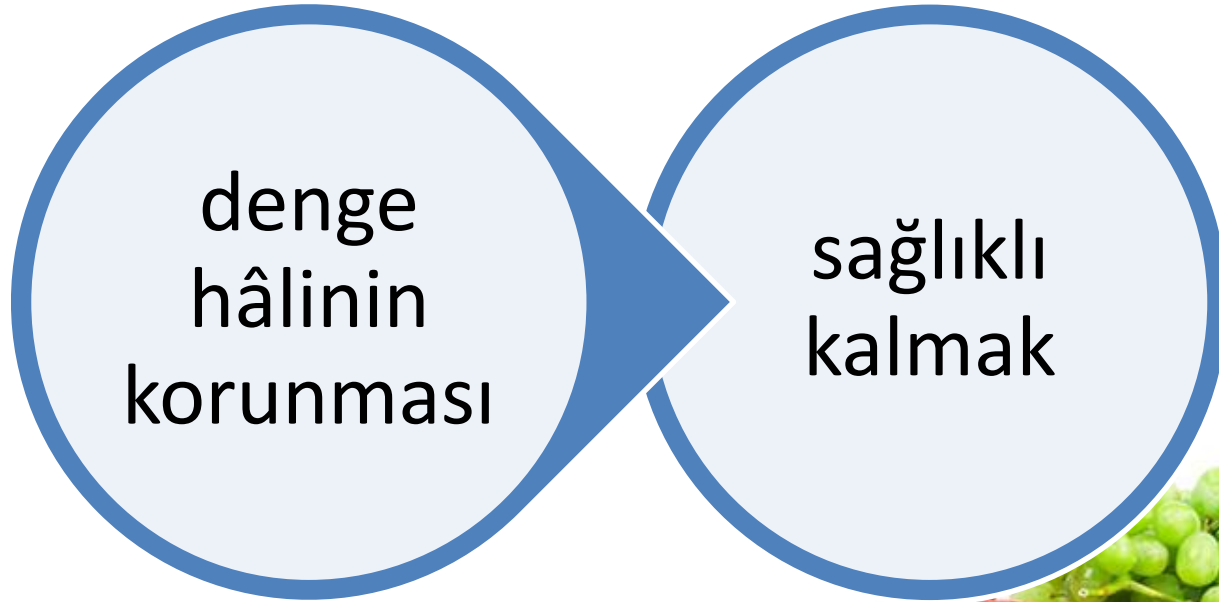 denge
hâlinin
korunması
sağlıklı
kalmak